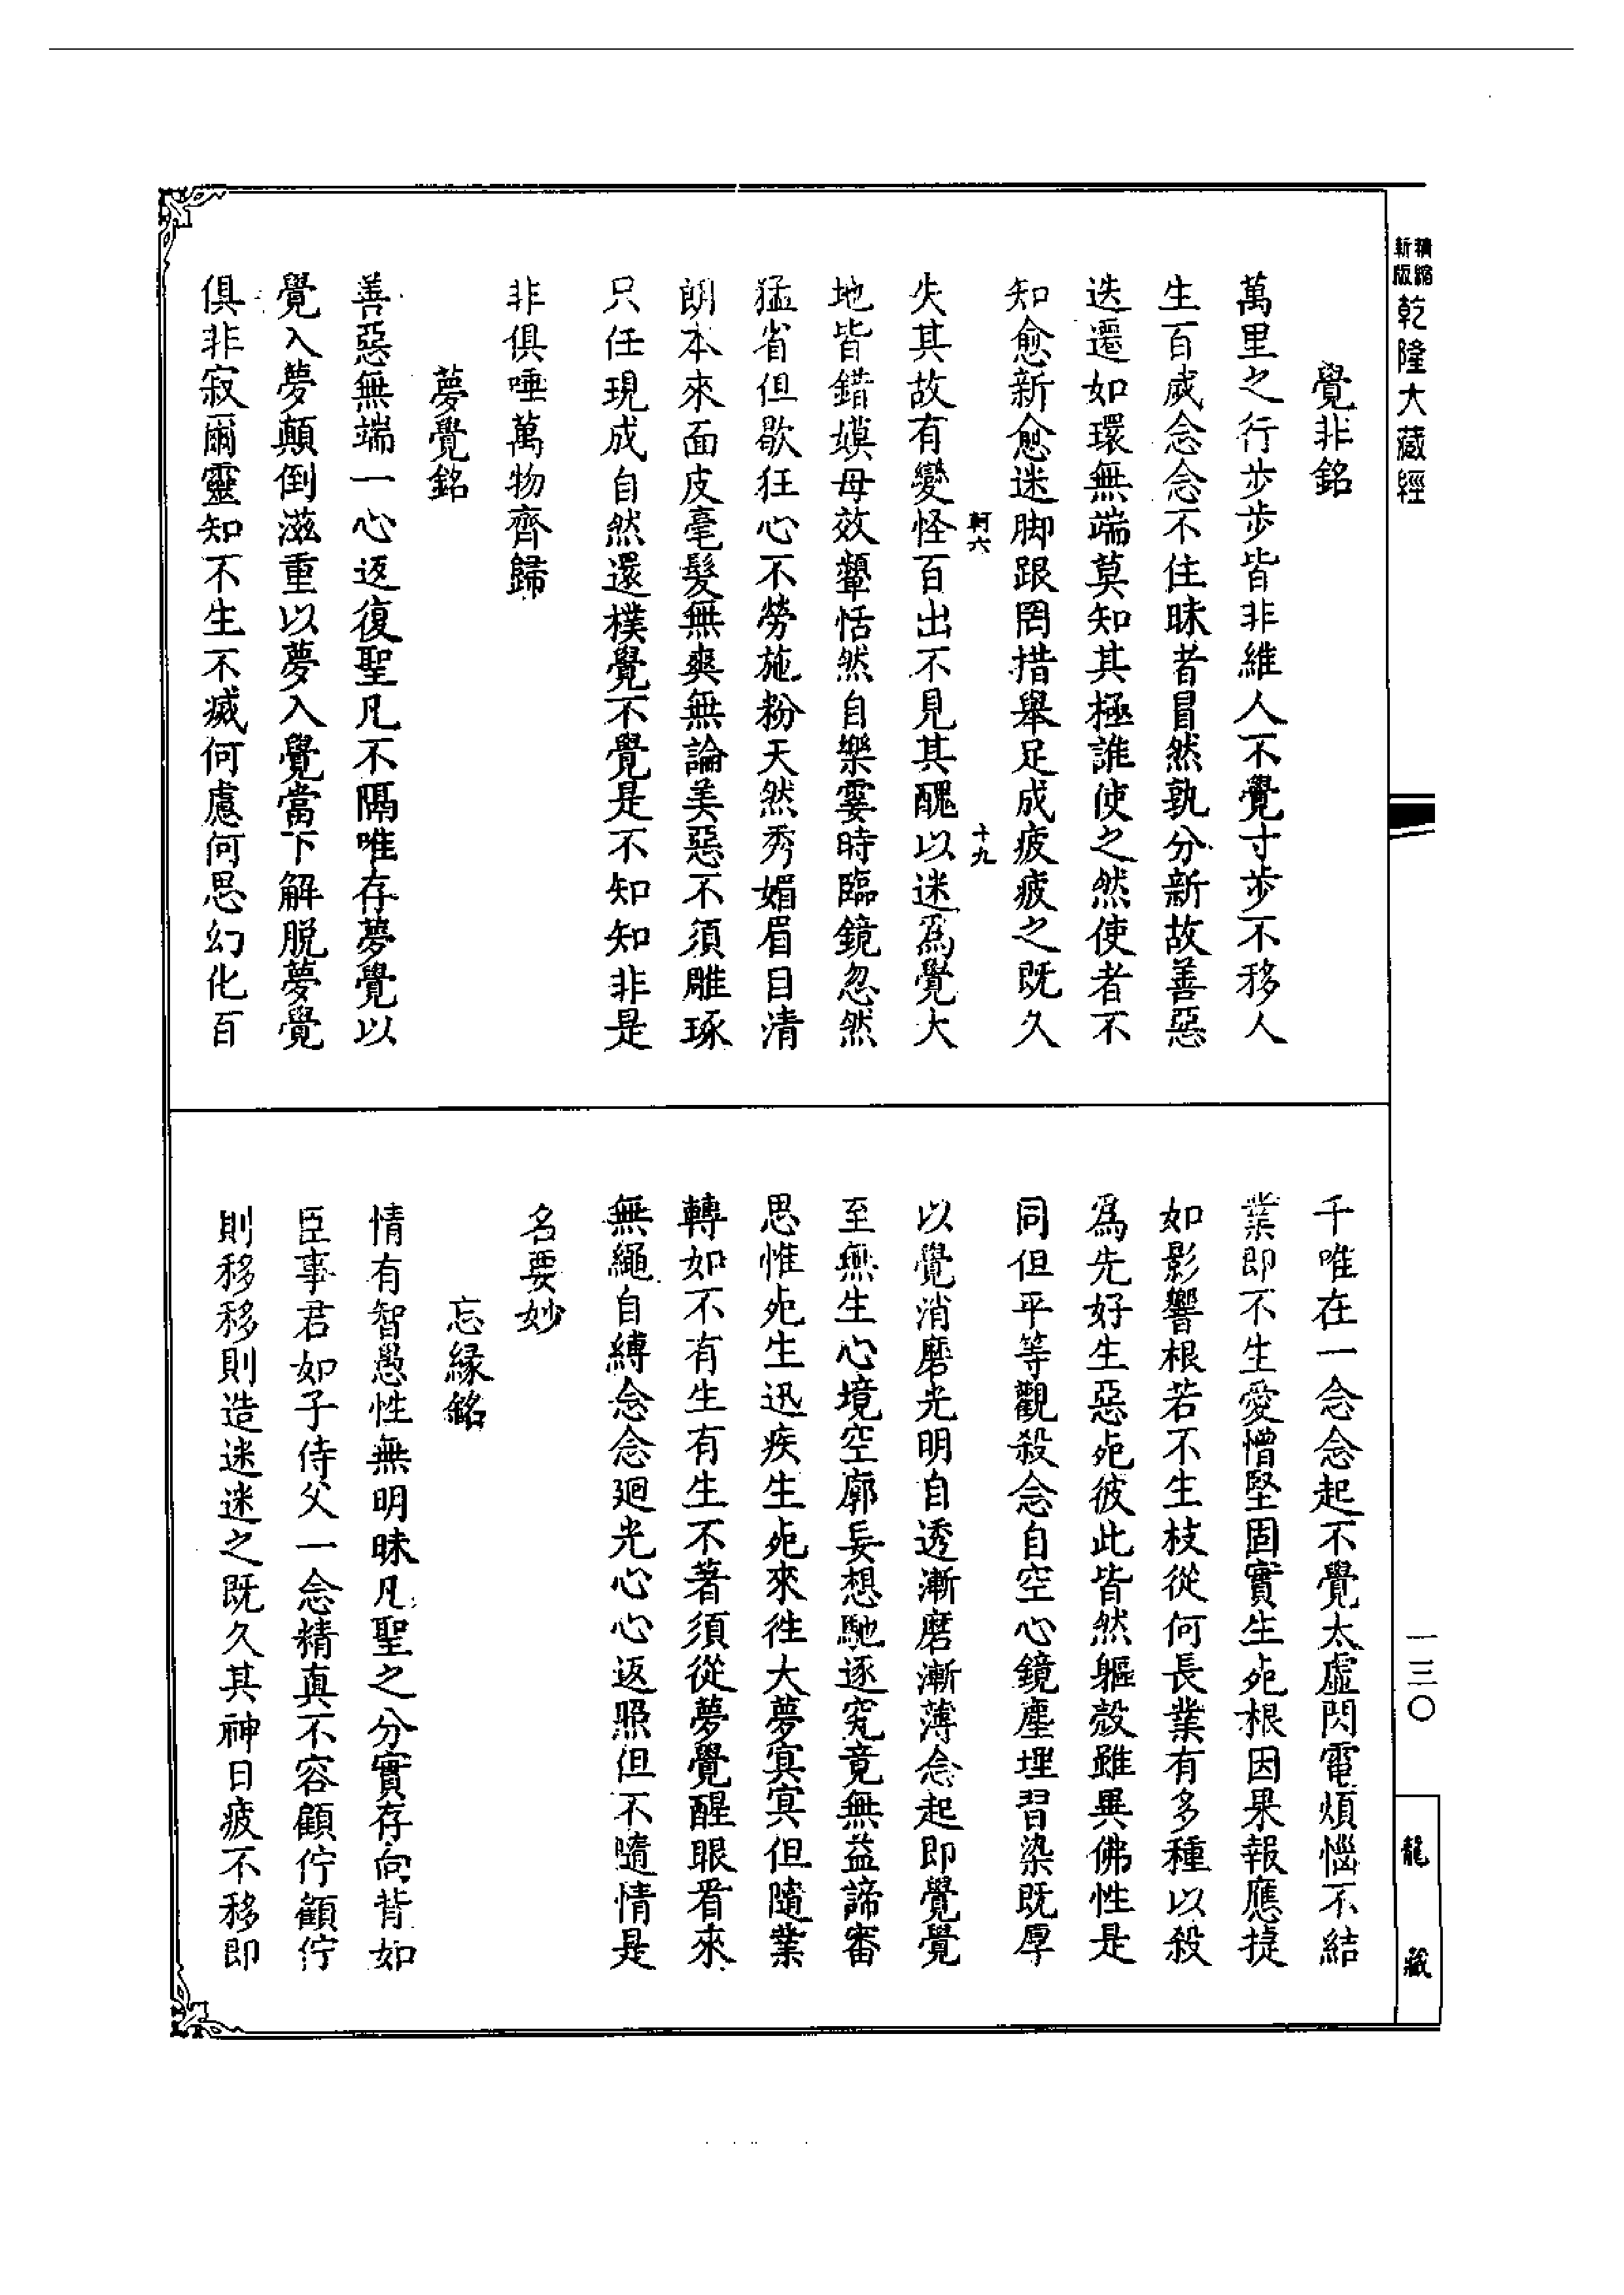 精縮新版乾隆大藏經
覺非銘
萬里之行步步皆非維人不覺寸步不移人
生百歲念念不住昧者冒然孰分新故善惡
迭遷如環無端莫知其極誰使之然使者不
知愈新愈迷脚跟罔措舉足成疲疲之既久
軻六 十九
失其故有變怪百出不見其醜以迷爲覺大
地皆錯嫫母效顰恬然自樂霎時臨鏡忽然
猛省但歇狂心不勞施粉天然秀媚眉目清
朗本來面皮毫髮無爽無論美惡不須雕琢
只任現成自然還樸覺不覺是不知知非是
非俱唾萬物齊歸
夢覺銘
善惡無端一心返復聖凡不隔唯存夢覺以
覺入夢顛倒滋重以夢入覺當下解脫夢覺
俱非寂爾靈知不生不滅何慮何思幻化百
千唯在一念念起不覺太虛閃電煩惱不結
業即不生愛憎堅固實生死根因果報應捷
如影響根若不生枝從何長業有多種以殺
爲先好生惡死彼此皆然軀殼雖異佛性是
同但平等觀殺念自空心鏡塵埋習染既厚
以覺消磨光明自透漸磨漸薄念起即覺覺
至無生心境空廓妄想馳逐究竟無益諦審
思惟死生迅疾生死來往大夢冥冥但隨業
轉如不有生有生不著須從夢覺醒眼看來
無繩自縛念念廻光心心返照但不隨情是
名要妙
忘緣銘
情有智愚性無明昧凡聖之分實存向背如
臣事君如子侍父一念精真不容顧佇顧佇
則移移則造迷迷之既久其神日疲不移即
一三〇
龍藏